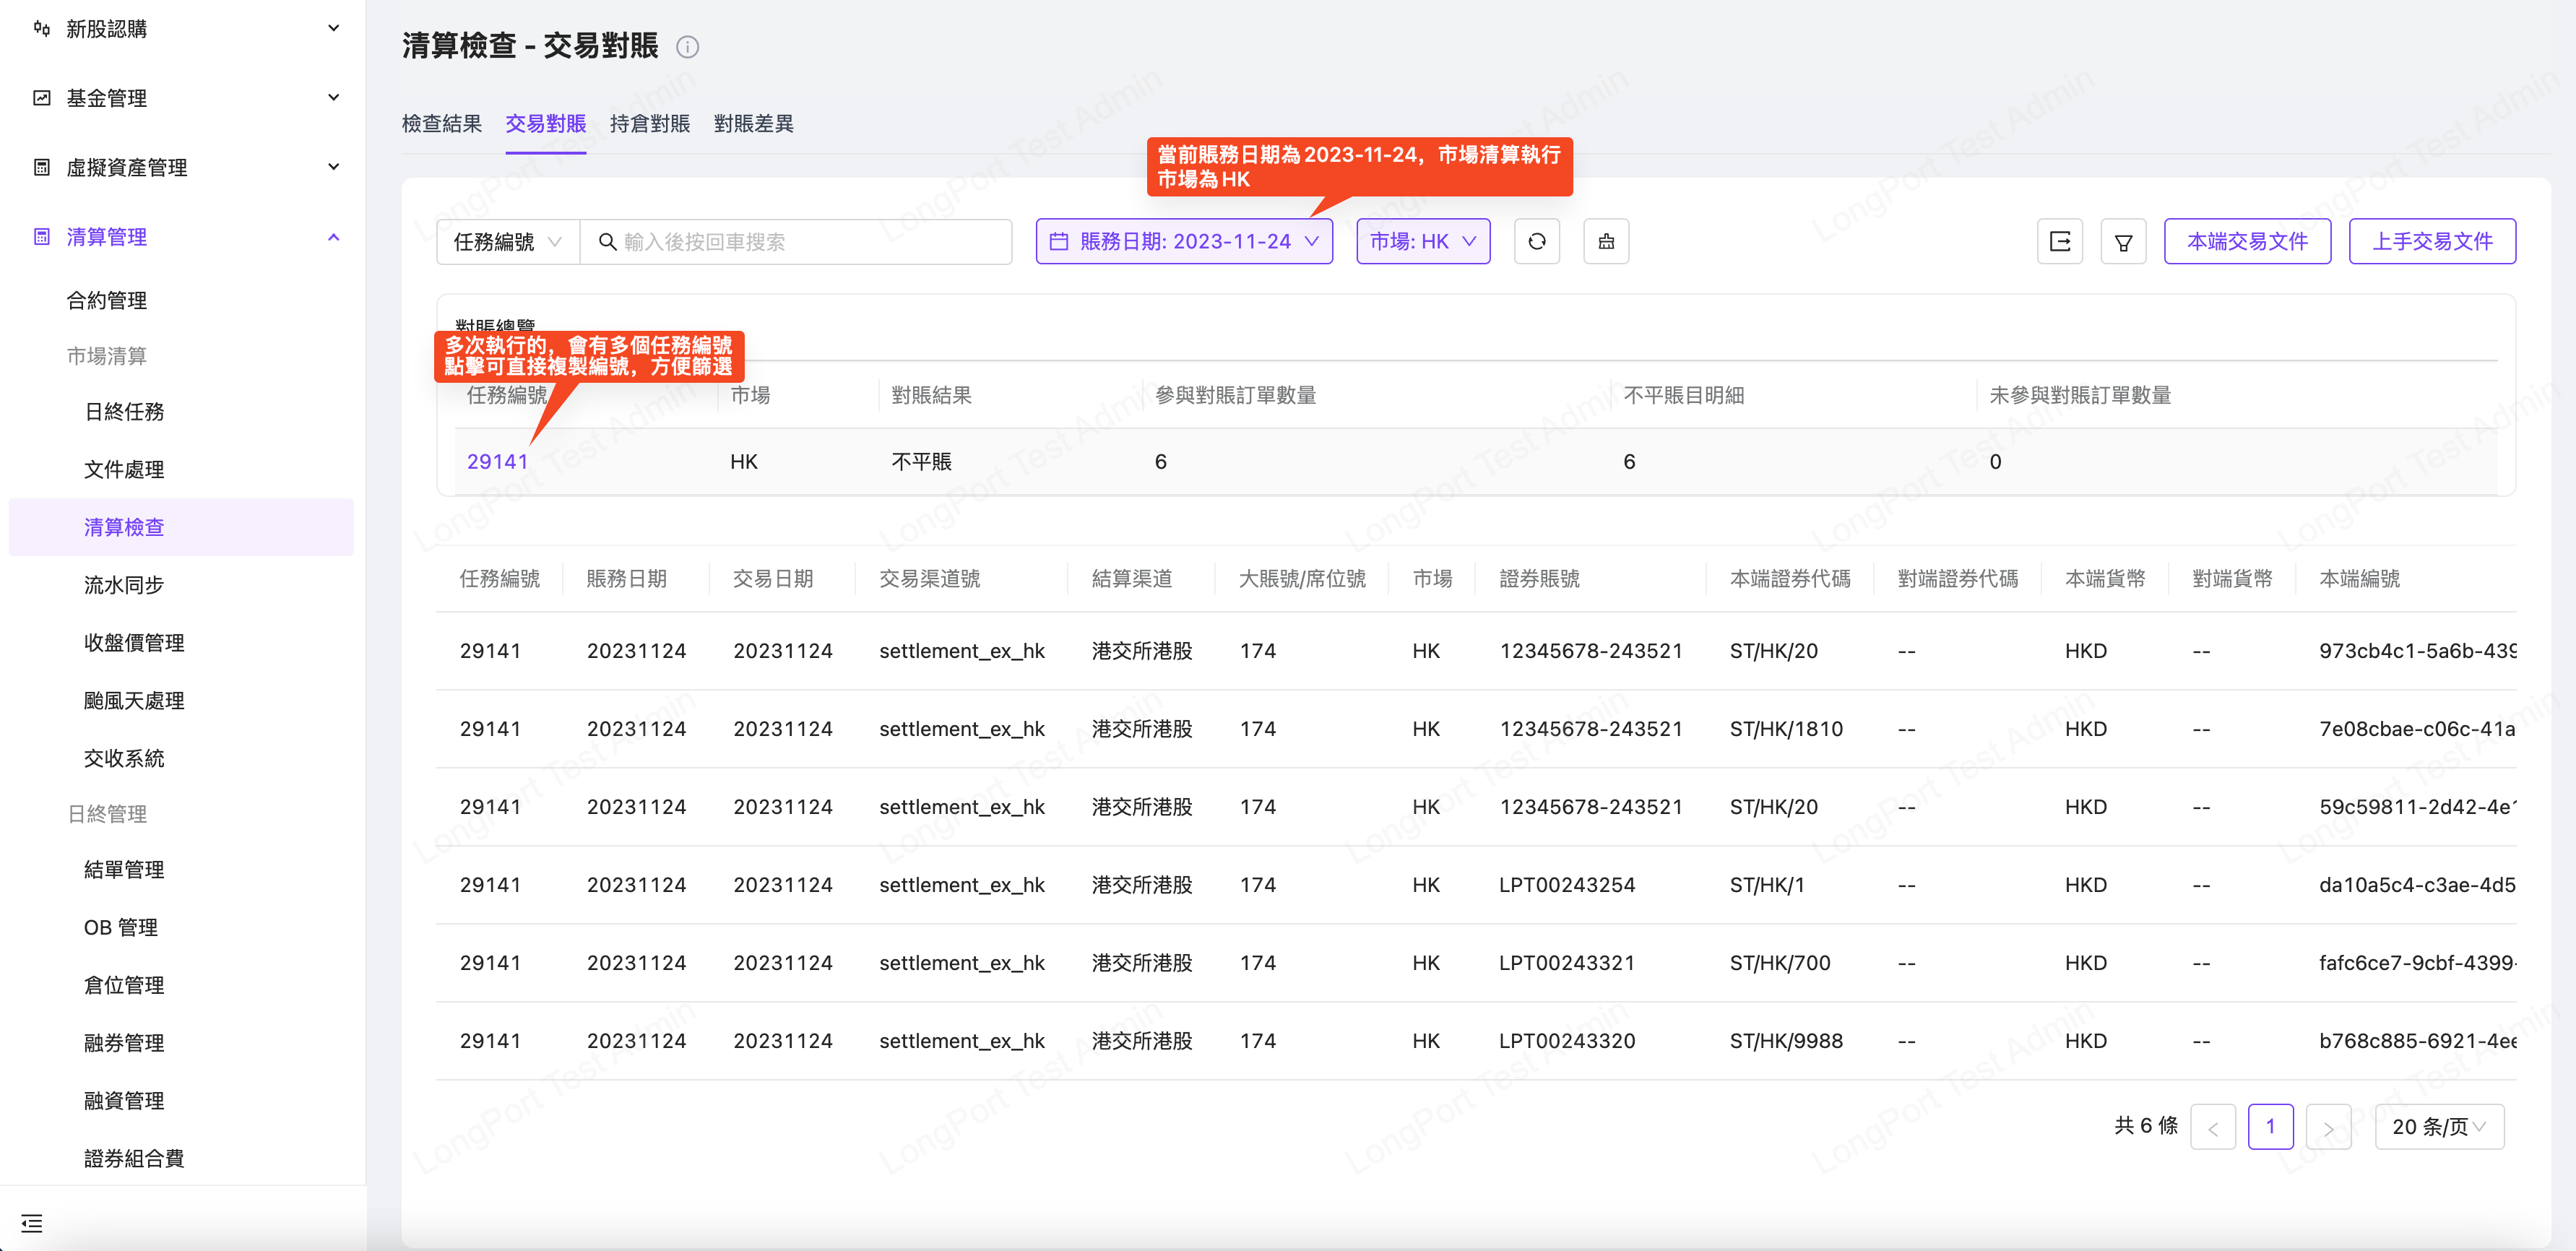 新股認購
基金管理
虛擬資產管理
清算管理
合約管理
市場清算
日終任務
文件處理
清算檢查
流水同步
收盤價管理
颱風天處理
交收系統
日終管理
結單管理
OB 管理
倉位管理
融券管理
融資管理
證券組合費
清算檢查 - 交易對賬
檢查結果 交易對賬 持倉對賬 對賬差異
當前賬務日期為2023-11-24，市場清算執行
市場為HK
任務編號 輸入後按回車搜索 賬務日期: 2023-11-24 市場: HK 本端交易文件 上手交易文件
對賬總覽
多次執行的，會有多個任務編號
點擊可直接複製編號，方便篩選
任務編號 市場 對賬結果 參與對賬訂單數量 不平賬目明細 未參與對賬訂單數量
29141 HK 不平賬 6 6 0
任務編號 賬務日期 交易日期 交易渠道號 結算渠道 大賬號/席位號 市場 證券賬號 本端證券代碼 對端證券代碼 本端貨幣 對端貨幣 本端編號
29141 20231124 20231124 settlement_ex_hk 港交所港股 174 HK 12345678-243521 ST/HK/20 -- HKD -- 973cb4c1-5a6b-439
29141 20231124 20231124 settlement_ex_hk 港交所港股 174 HK 12345678-243521 ST/HK/1810 -- HKD -- 7e08cbae-c06c-41a
29141 20231124 20231124 settlement_ex_hk 港交所港股 174 HK 12345678-243521 ST/HK/20 -- HKD -- 59c59811-2d42-4e1
29141 20231124 20231124 settlement_ex_hk 港交所港股 174 HK LPT00243254 ST/HK/1 -- HKD -- da10a5c4-c3ae-4d5
29141 20231124 20231124 settlement_ex_hk 港交所港股 174 HK LPT00243321 ST/HK/700 -- HKD -- fafc6ce7-9cbf-4399-
29141 20231124 20231124 settlement_ex_hk 港交所港股 174 HK LPT00243320 ST/HK/9988 -- HKD -- b768c885-6921-4ee
共 6 條 < 1 > 20 条/页
LongPort Test Admin